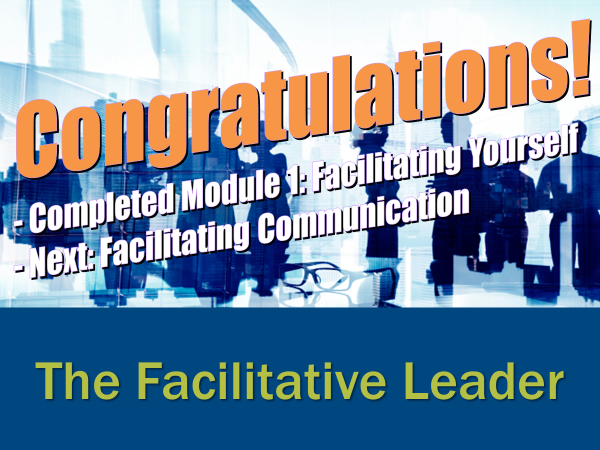 Congratulations!
- Completed Module 1: Facilitating Yourself
- Next: Facilitating Communication
The Facilitative Leader